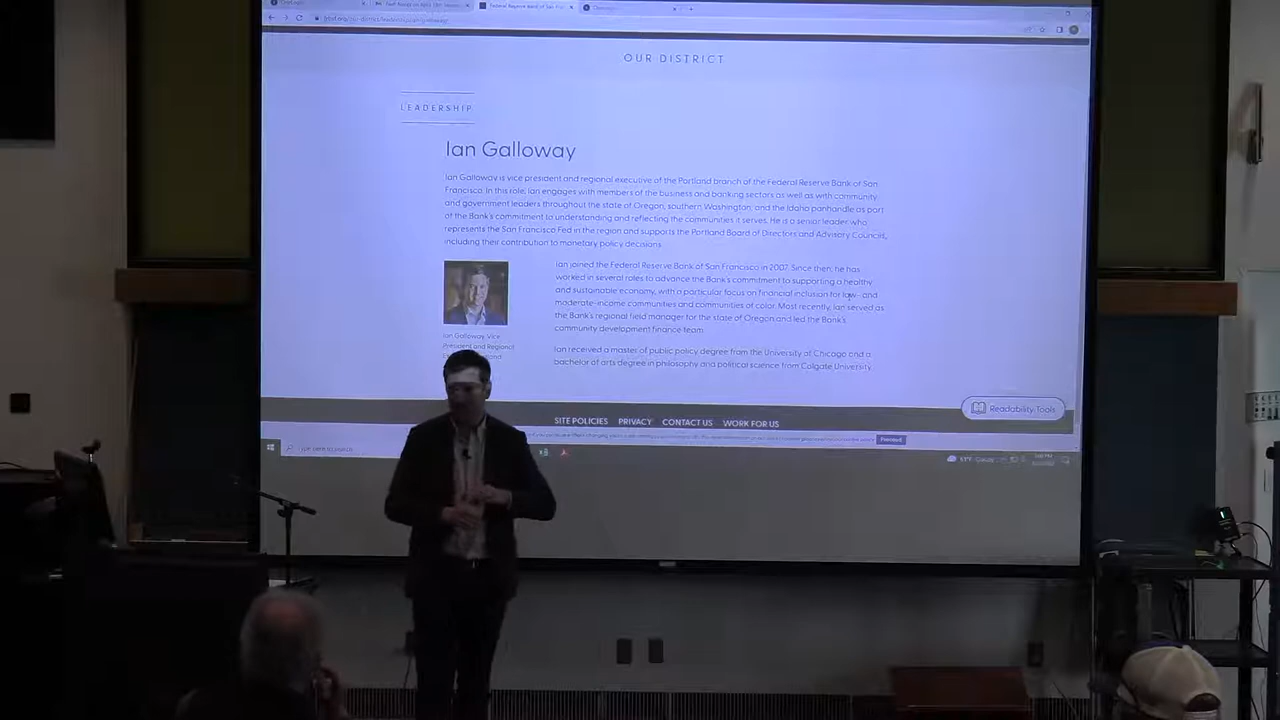 Federal Reserve Bank of San Fran
OUR DISTRICT
LEADERSHIP
Ian Galloway
Ian Galloway is vice president and regional executive of the Portland branch of the Federal Reserve Bank of San
Francisco. In this role, Ian engages with members of the business and banking sectors as well as with community
and government leaders throughout the state of Oregon, southern Washington, and the Idaho panhandle as part
of the Bank's commitment to understanding and reflecting the communities it serves. He is a senior leader who
represents the San Francisco Fed in the region and supports the Portland Board of Directors and Advisory Councils,
including their contribution to monetary policy decisions.
Ian joined the Federal Reserve Bank of San Francisco in 2007. Since then, he has
worked in several roles to advance the Bank's commitment to supporting a healthy
and sustainable economy, with a particular focus on financial inclusion for low- and
moderate-income communities and communities of color. Most recently, Ian served as
the Bank's regional field manager for the state of Oregon and led the Bank's
community development finance team.
Ian Galloway, Vice
President and Regional
Ian received a master of public policy degree from the University of Chicago and a
bachelor of arts degree in philosophy and political science from Colgate University.
Readability Tools
SITE POLICIES PRIVACY CONTACT US WORK FOR US
Type here to search